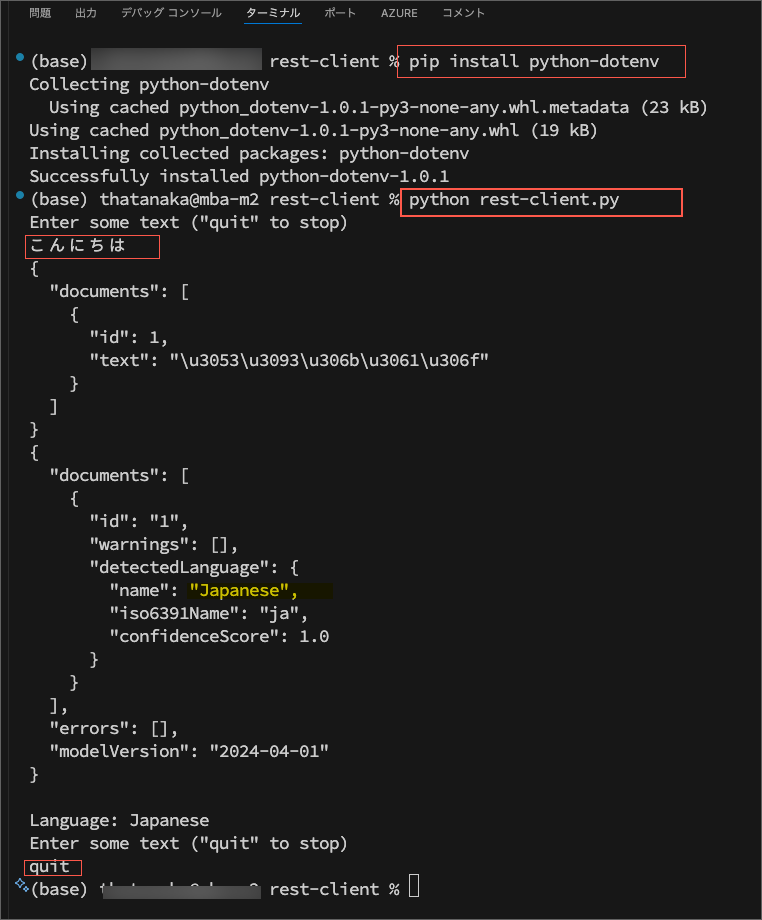 問題 出力 デバッグ コンソール ターミナル ポート AZURE コメント
(base) rest-client % pip install python-dotenv
Collecting python-dotenv
  Using cached python_dotenv-1.0.1-py3-none-any.whl.metadata (23 kB)
Using cached python_dotenv-1.0.1-py3-none-any.whl (19 kB)
Installing collected packages: python-dotenv
Successfully installed python-dotenv-1.0.1
(base) thatanaka@mba-m2 rest-client % python rest-client.py
Enter some text ("quit" to stop)
こんにちは
{
  "documents": [
    {
      "id": 1,
      "text": "\u3053\u3093\u306b\u3061\u306f"
    }
  ]
}
{
  "documents": [
    {
      "id": "1",
      "warnings": [],
      "detectedLanguage": {
        "name": "Japanese",
        "iso6391Name": "ja",
        "confidenceScore": 1.0
      }
    }
  ],
  "errors": [],
  "modelVersion": "2024-04-01"
}
Language: Japanese
Enter some text ("quit" to stop)
quit
(base) rest-client %